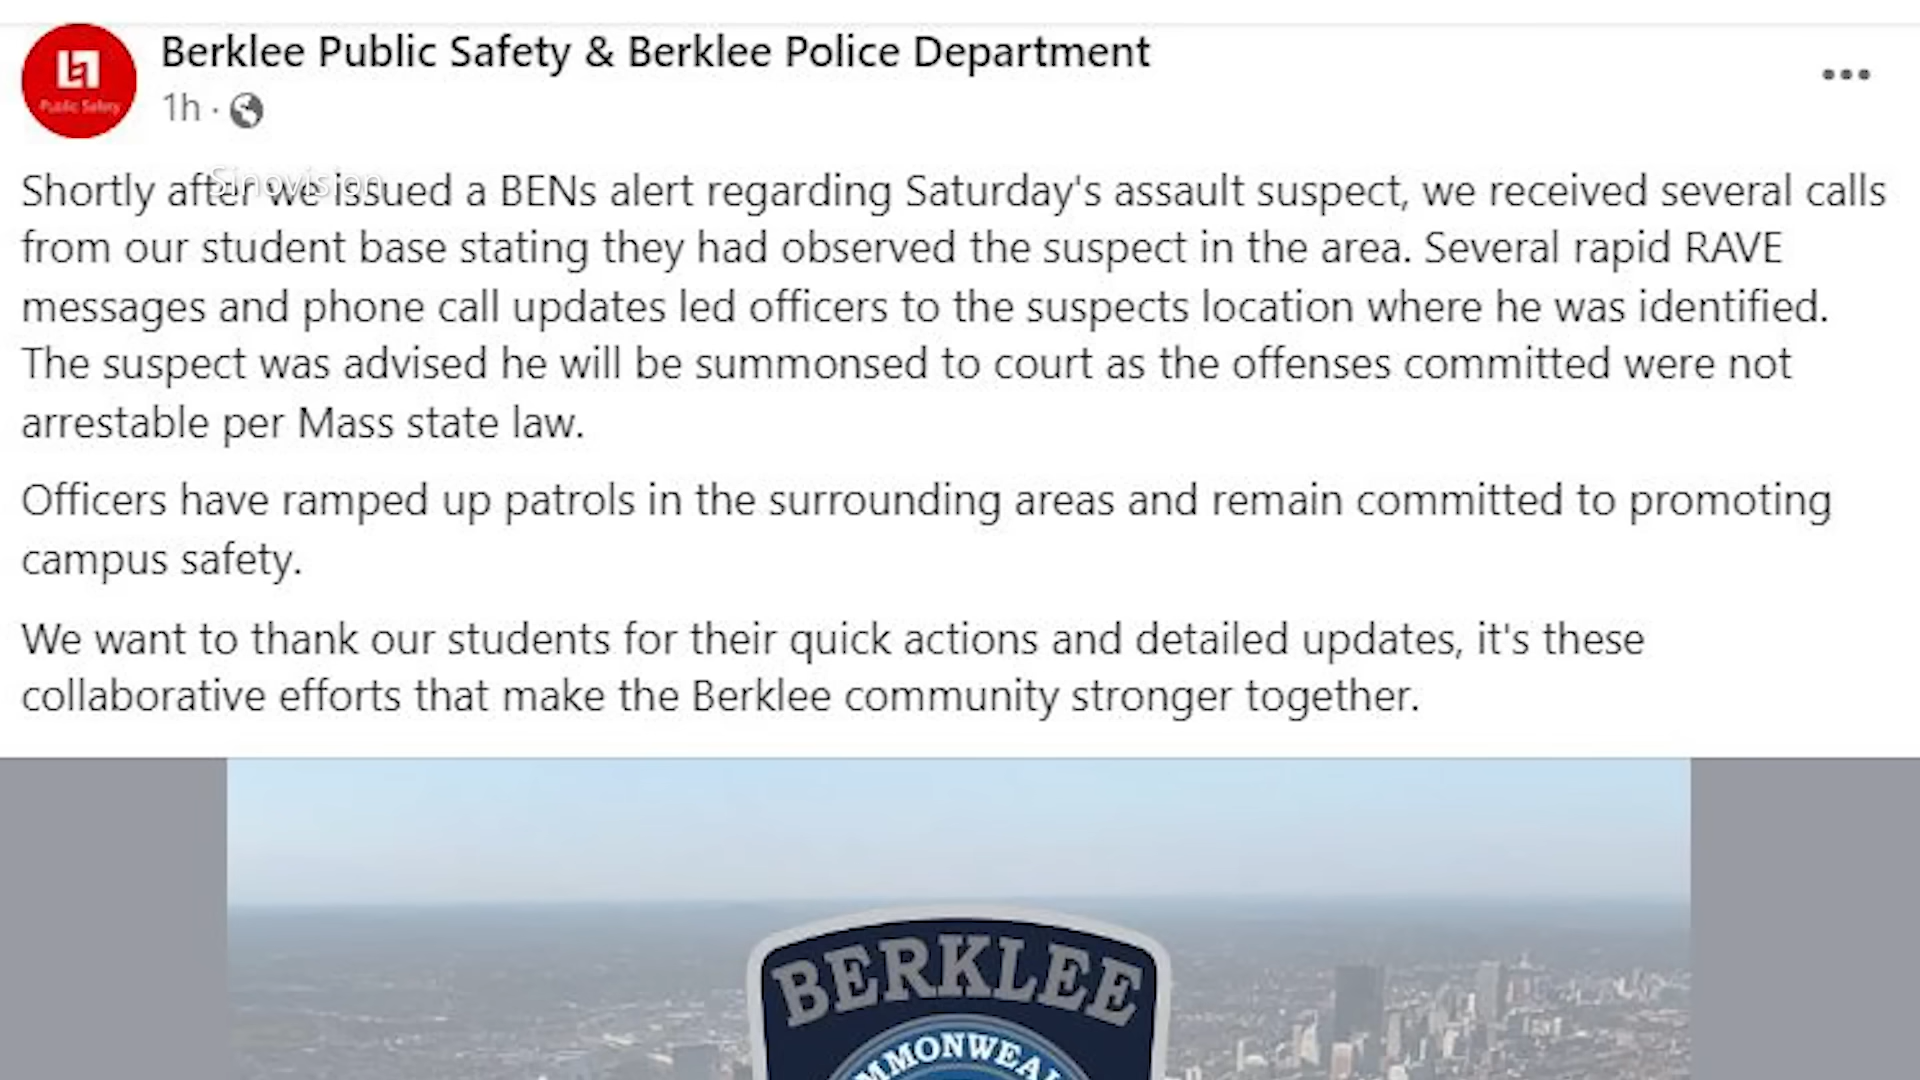 Berklee Public Safety & Berklee Police Department
Public Safety
1h ·
Sinovision
Shortly after we issued a BENs alert regarding Saturday's assault suspect, we received several calls
from our student base stating they had observed the suspect in the area. Several rapid RAVE
messages and phone call updates led officers to the suspects location where he was identified.
The suspect was advised he will be summonsed to court as the offenses committed were not
arrestable per Mass state law.
Officers have ramped up patrols in the surrounding areas and remain committed to promoting
campus safety.
We want to thank our students for their quick actions and detailed updates, it's these
collaborative efforts that make the Berklee community stronger together.
BERKLEE
MMONWEA